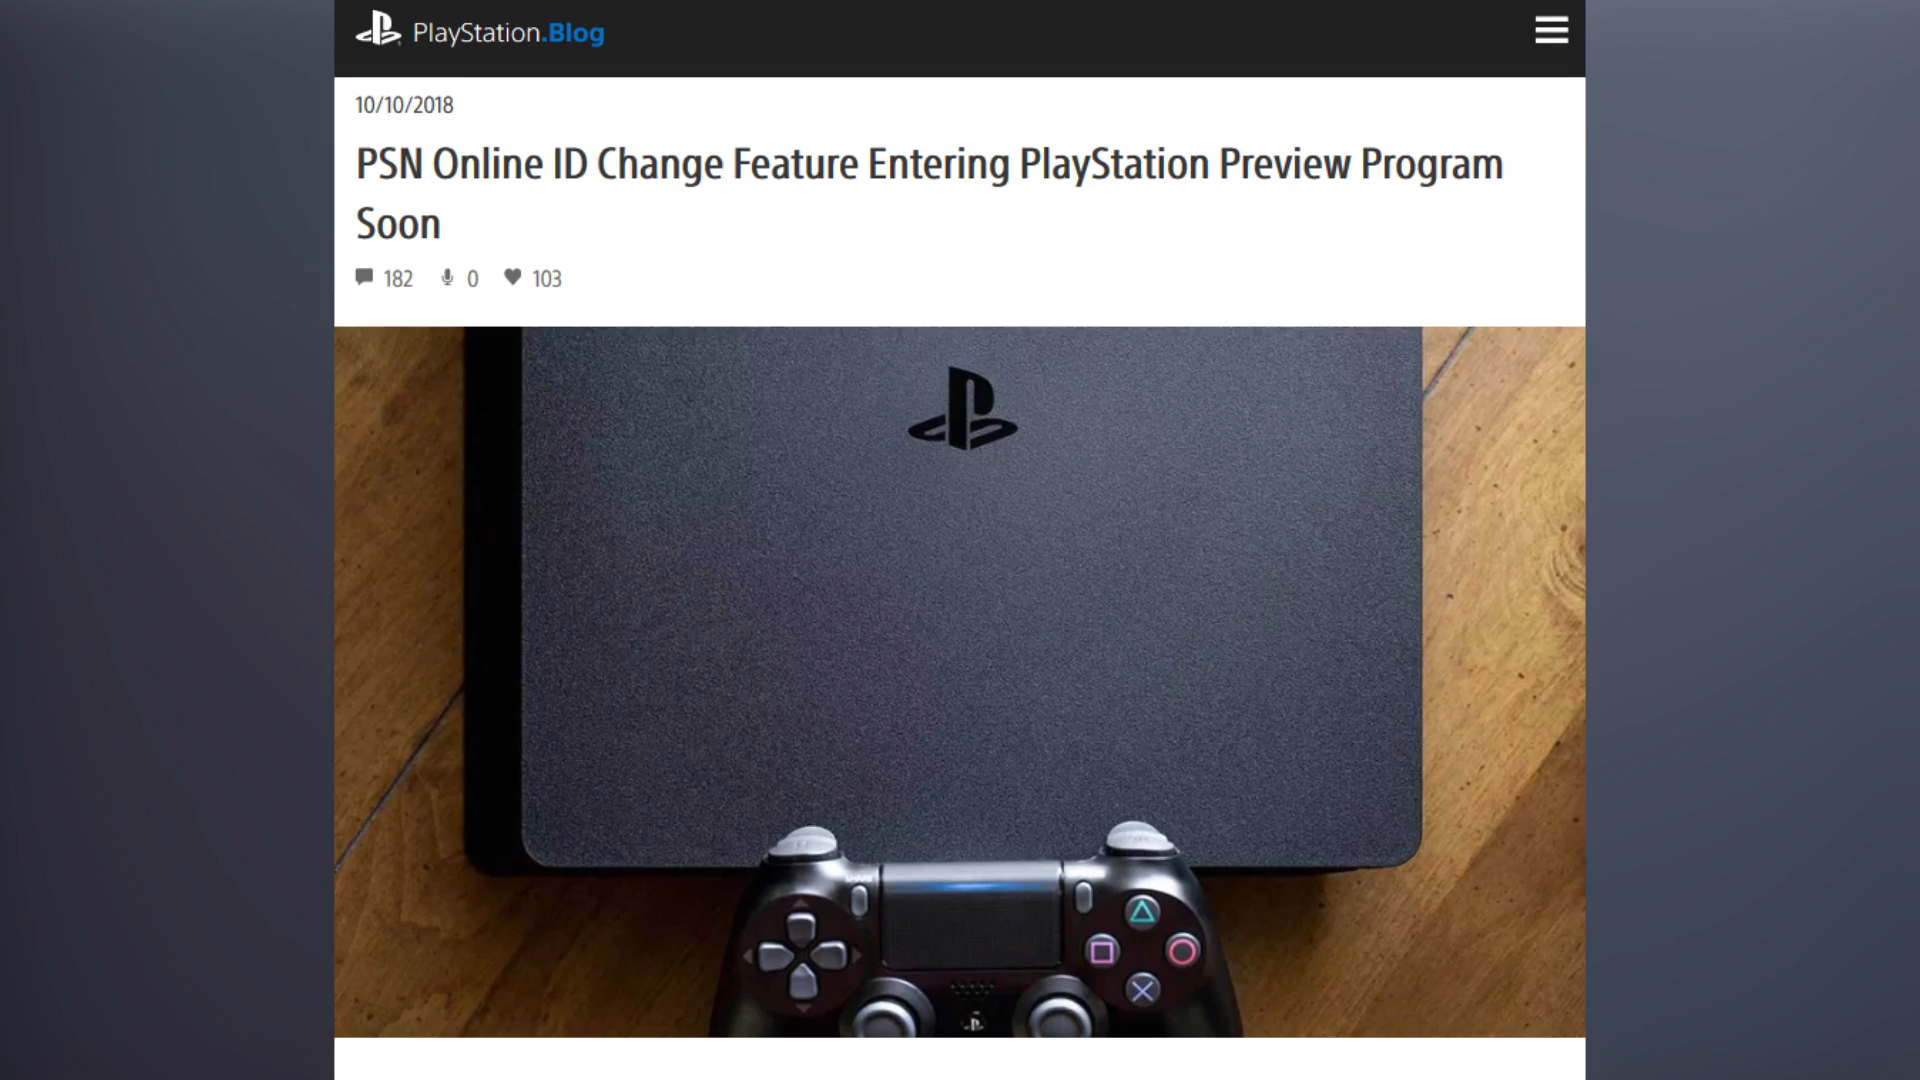 PlayStation.Blog
10/10/2018
PSN Online ID Change Feature Entering PlayStation Preview Program
Soon
182 0 103